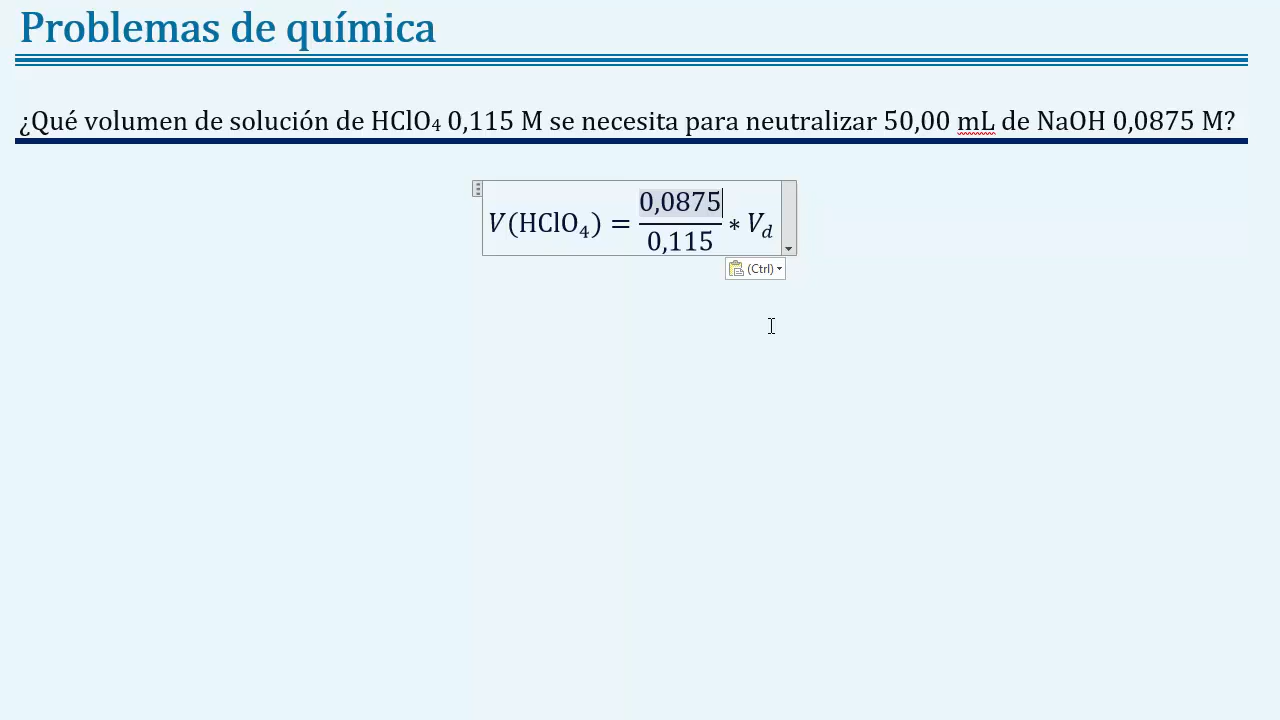 Problemas de química
¿Qué volumen de solución de HClO₄ 0,115 M se necesita para neutralizar 50,00 mL de NaOH 0,0875 M?
V(HClO₄) = 0,0875 / 0,115 * V_d
(Ctrl)